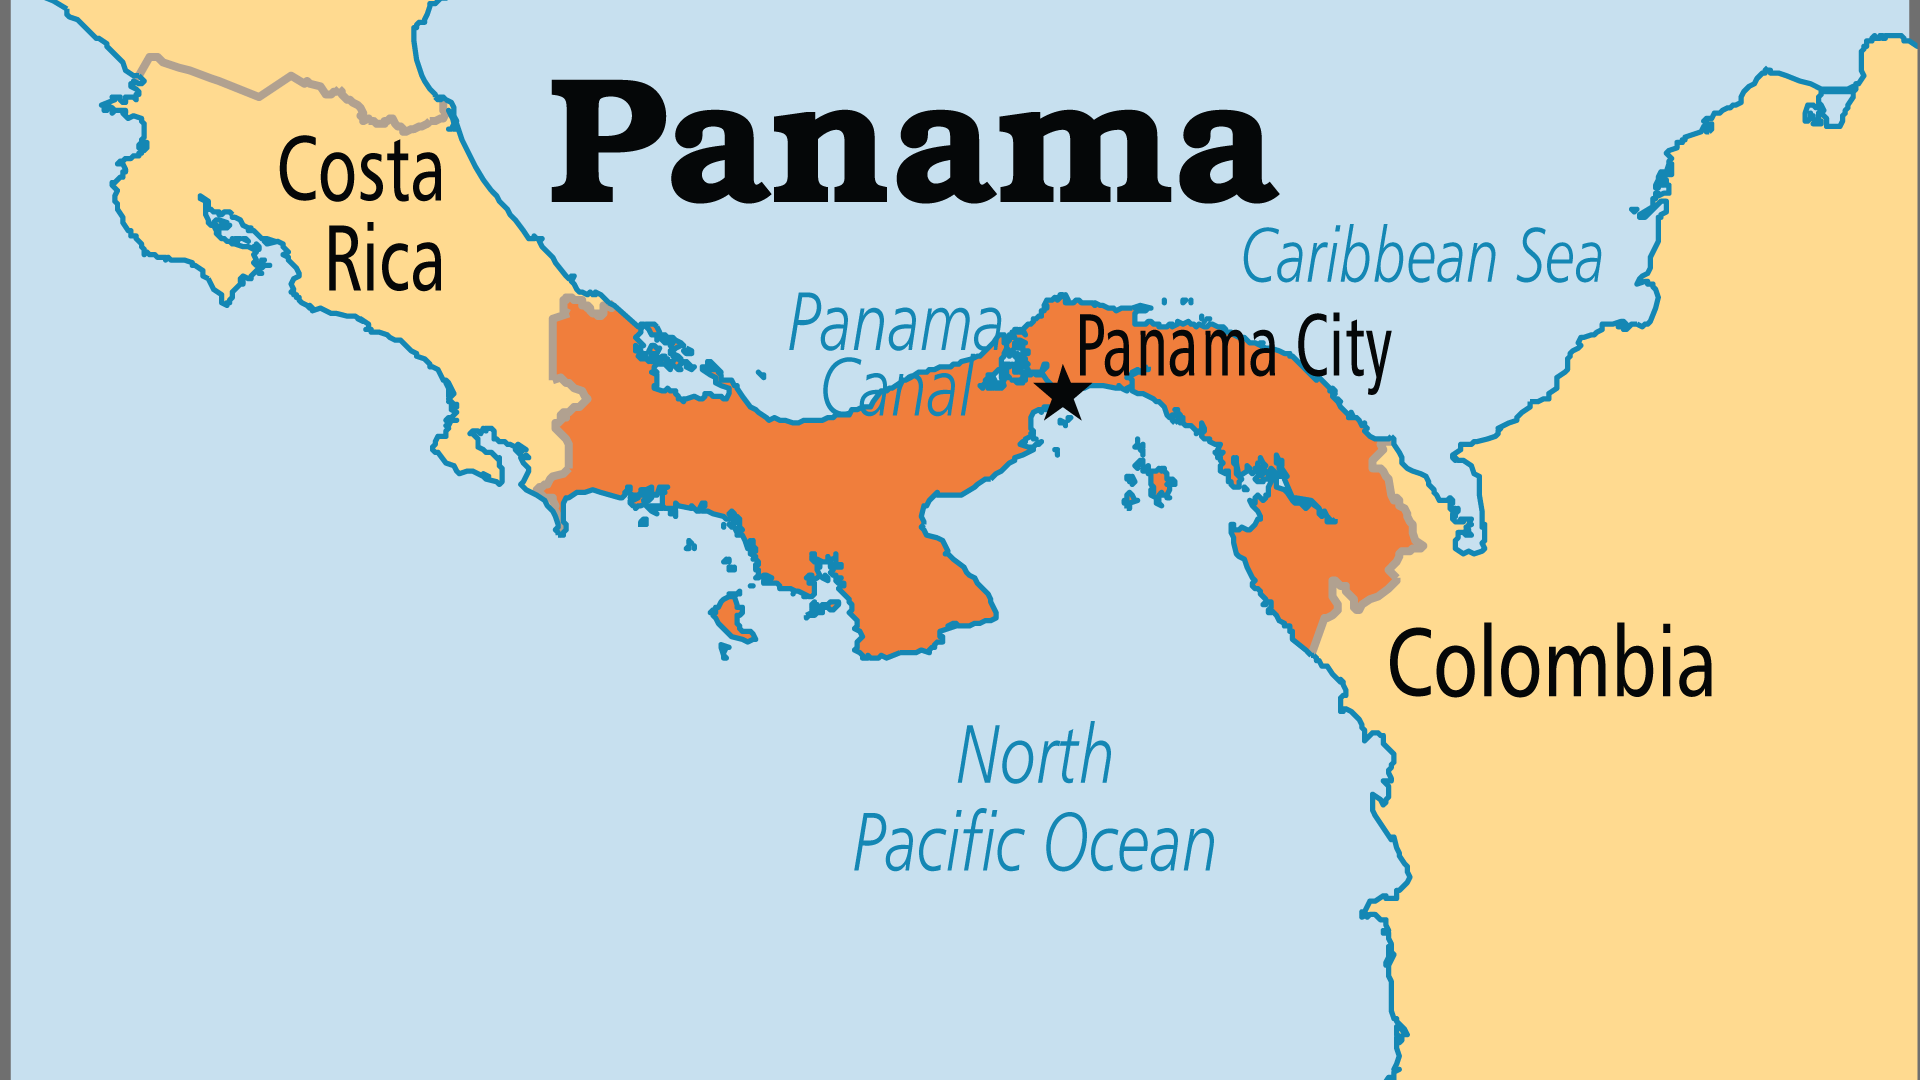 Panama
Costa
Rica
Caribbean Sea
Panama
Canal
Panama City
Colombia
North
Pacific Ocean